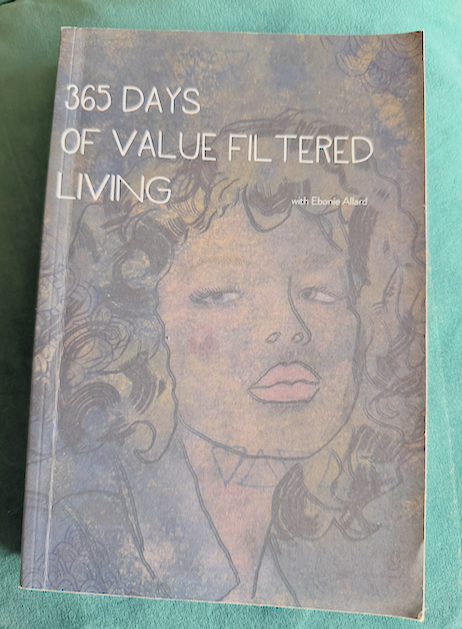 365 DAYS
OF VALUE FILTERED
LIVING
with Ebonie Allard